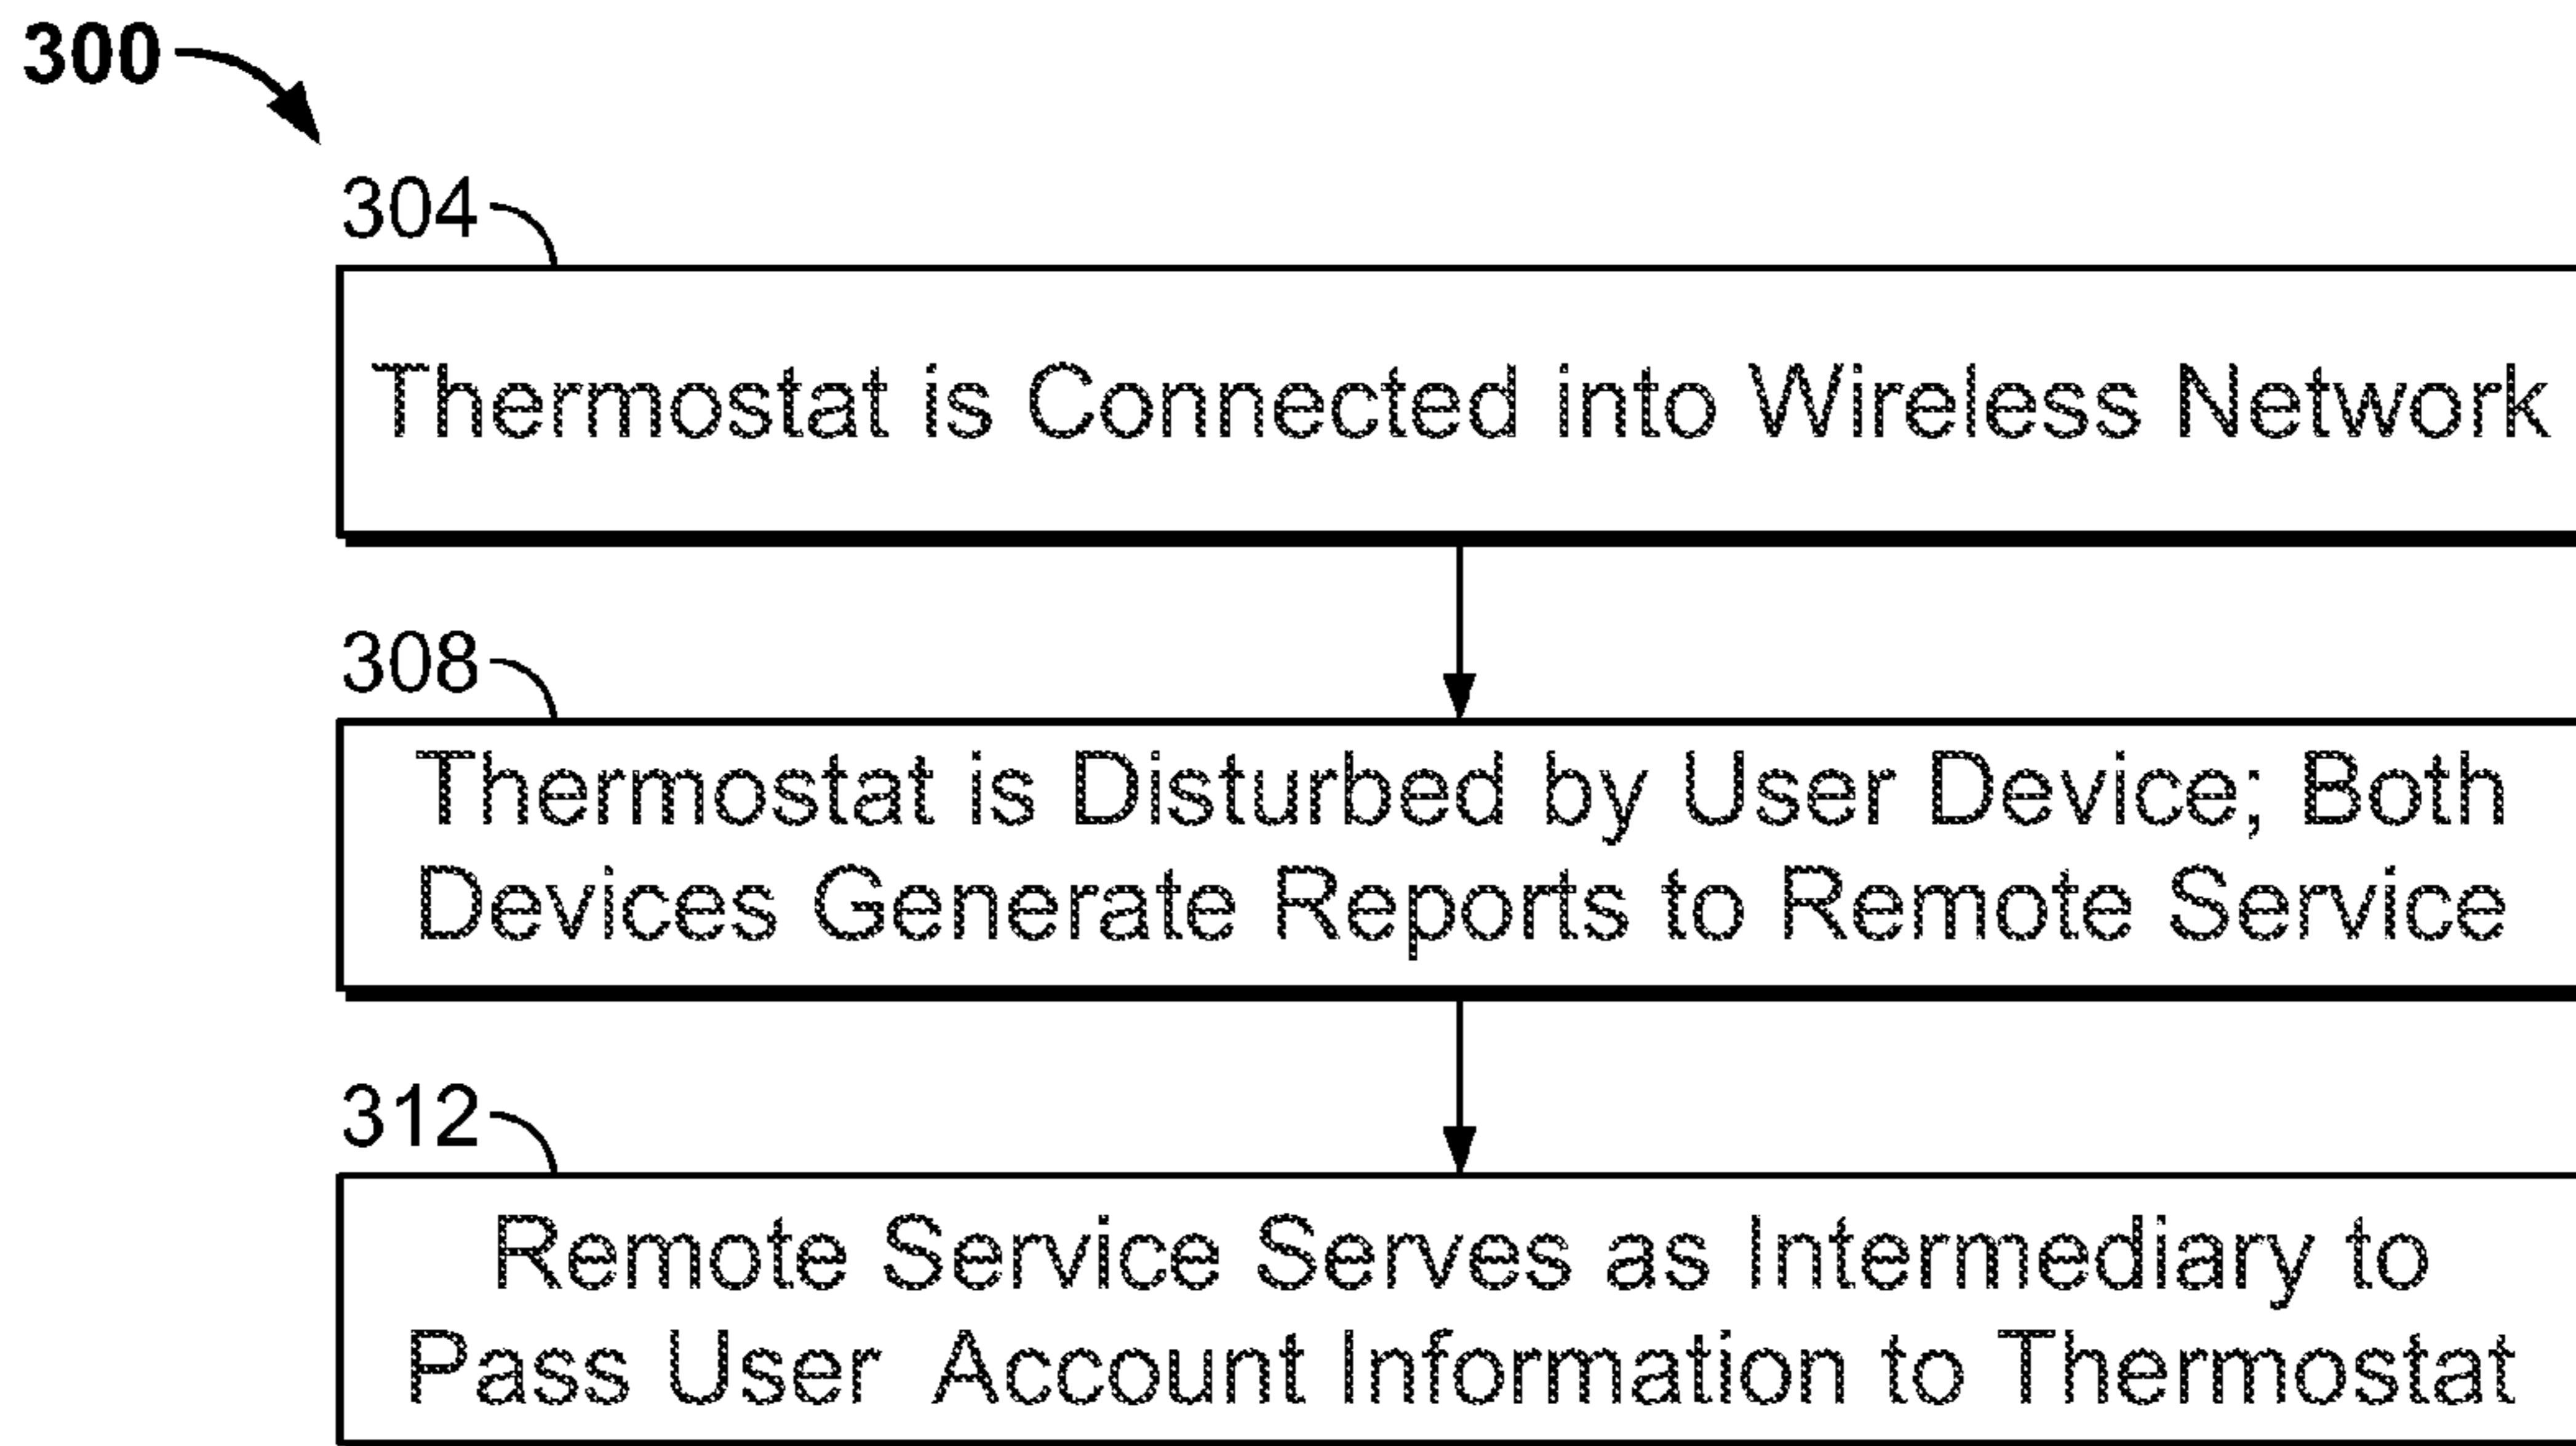 300
304
Thermostat is Connected into Wireless Network
308
Thermostat is Disturbed by User Device; Both
Devices Generate Reports to Remote Service
312
Remote Service Serves as Intermediary to
Pass User Account Information to Thermostat